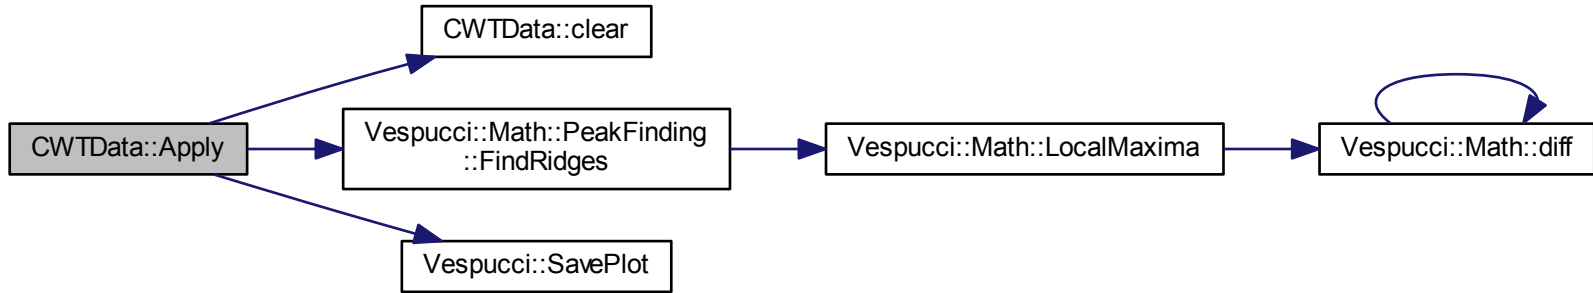 CWTData::clear
CWTData::Apply
Vespucci::Math::PeakFinding
::FindRidges
Vespucci::Math::LocalMaxima
Vespucci::Math::diff
Vespucci::SavePlot